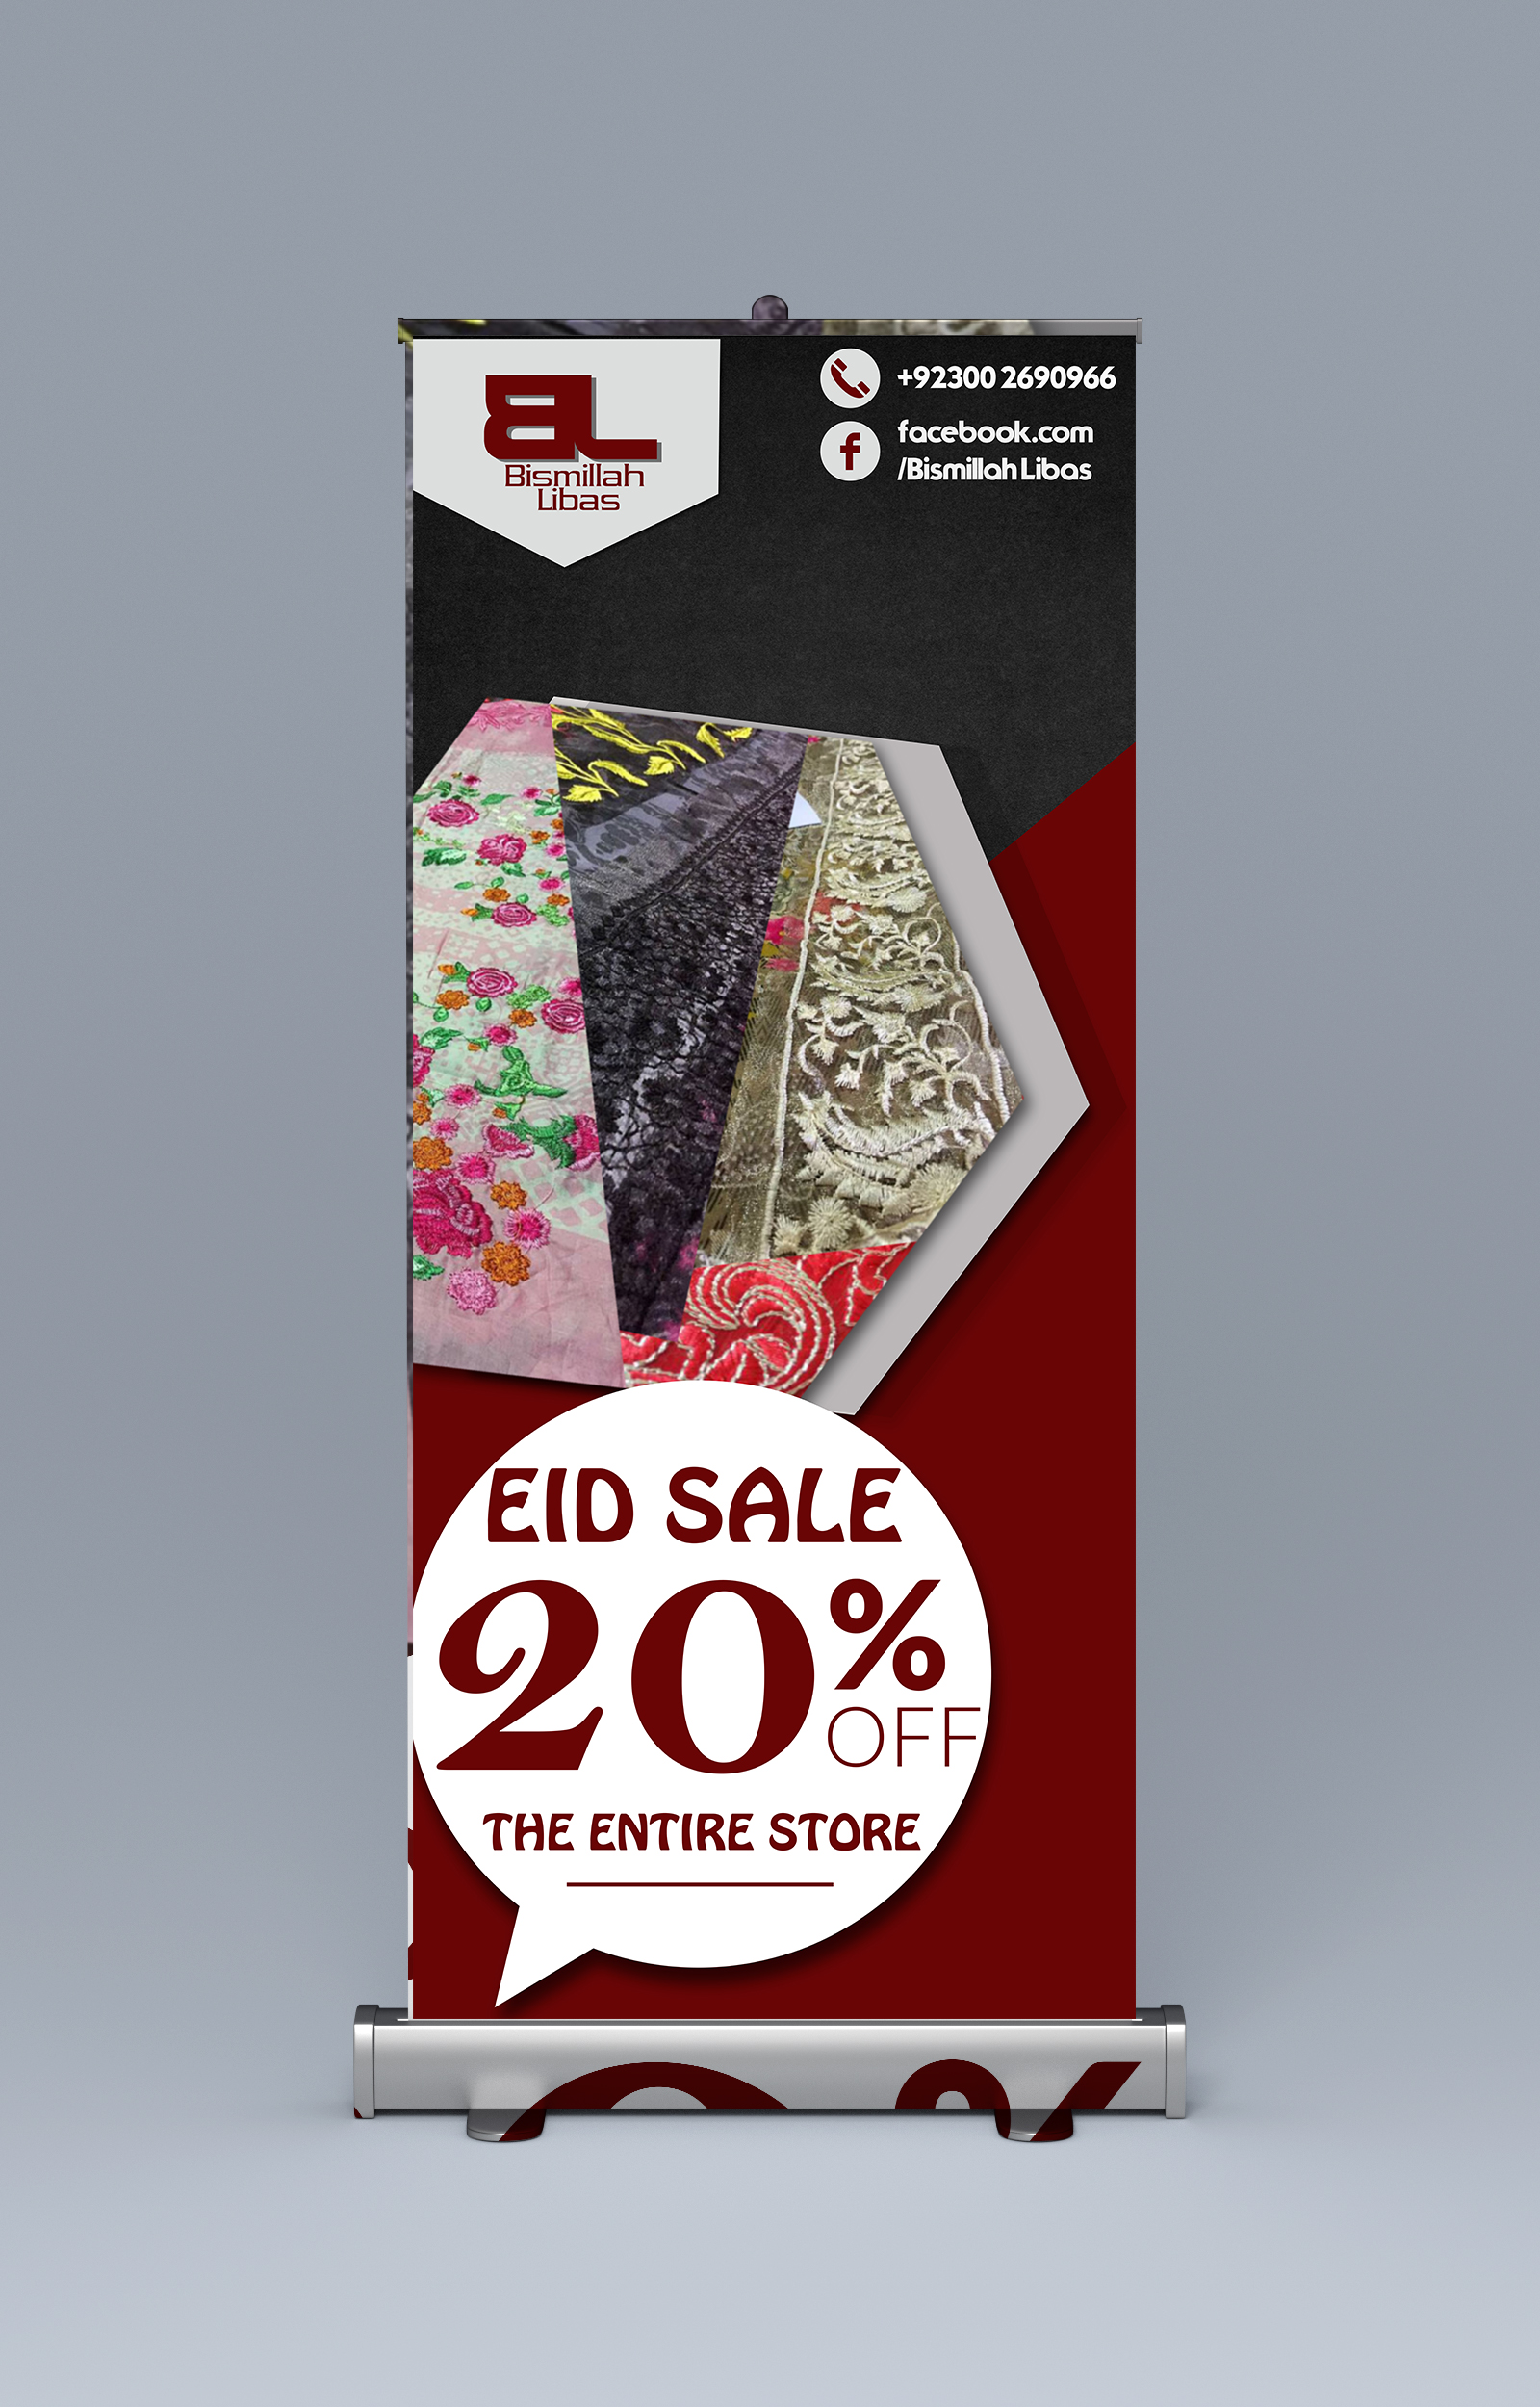 BL
Bismillah
Libas
+92300 2690966
facebook.com
/Bismillah Libas
EID SALE
20%
OFF
THE ENTIRE STORE